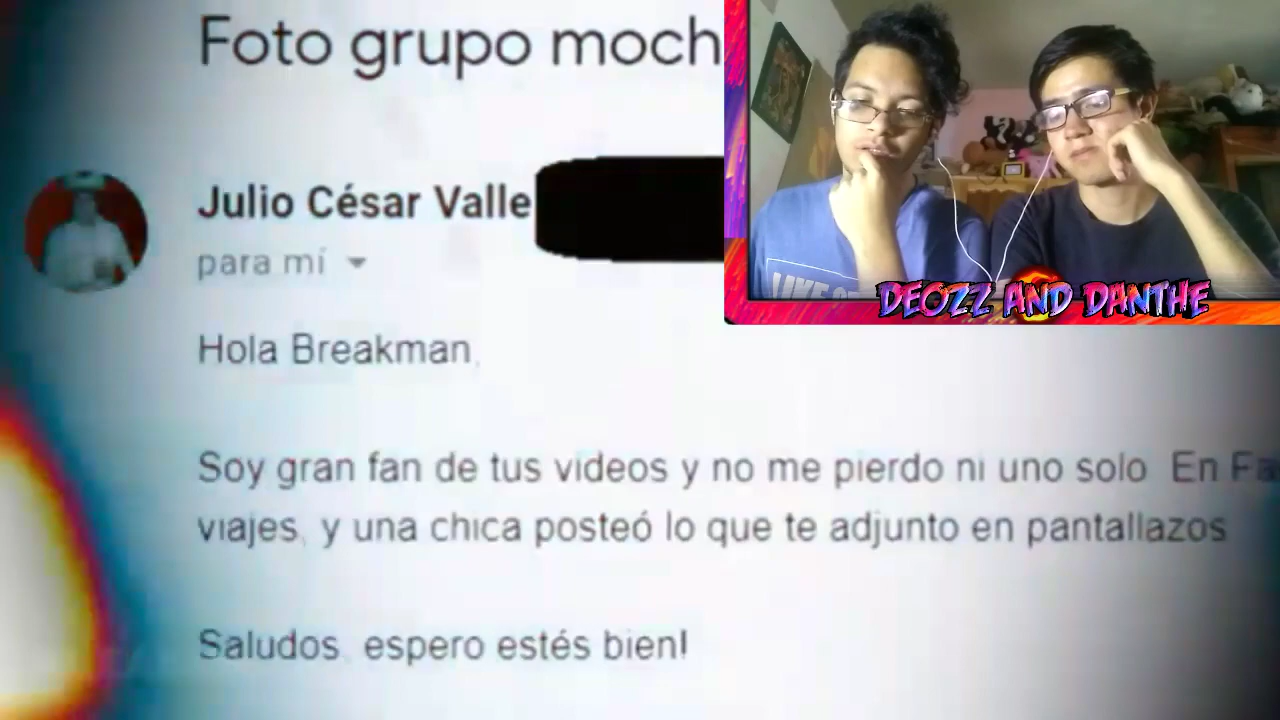 Foto grupo moch
Julio César Valle
para mí
Hola Breakman,
Soy gran fan de tus videos y no me pierdo ni uno solo En Fa
viajes, y una chica posteó lo que te adjunto en pantallazos
Saludos, espero estés bien!
DEOZZ AND DANTHE